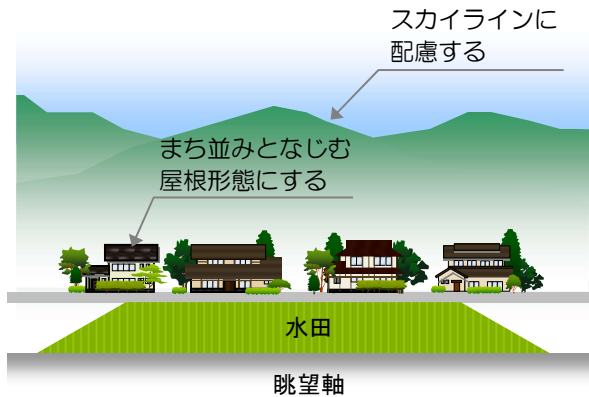 スカイラインに
配慮する
まち並みとなじむ
屋根形態にする
水田
眺望軸